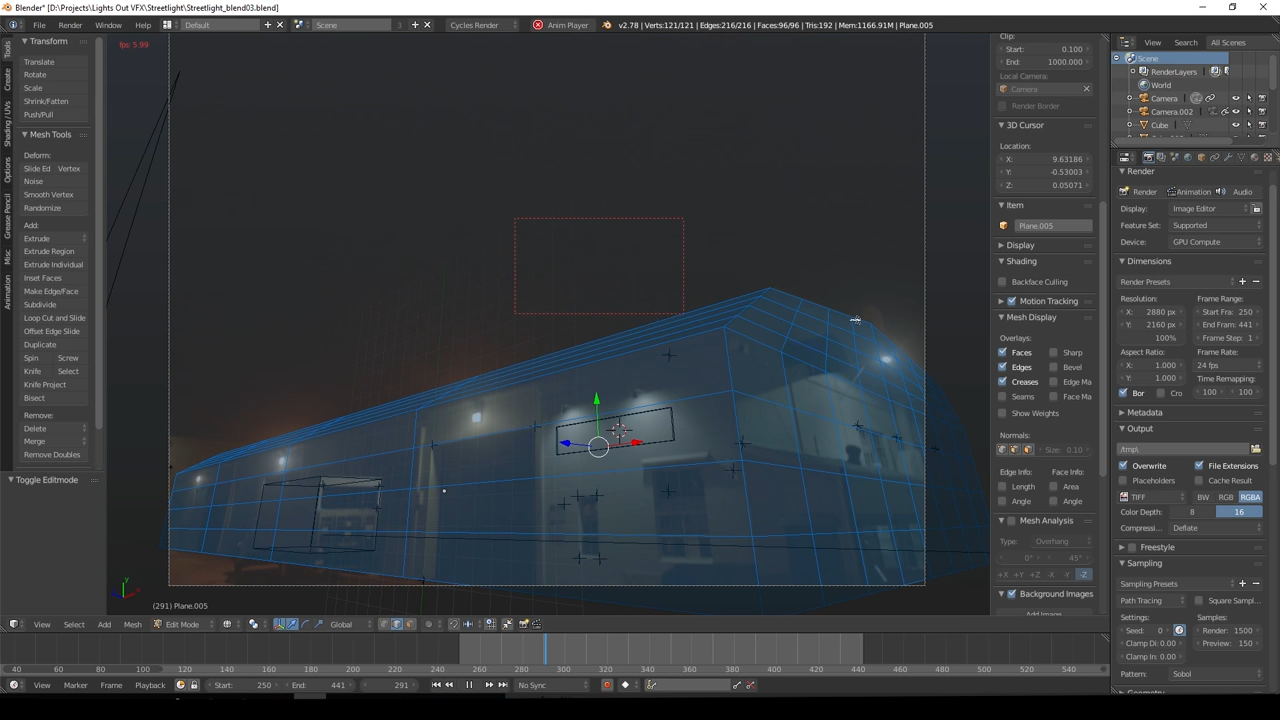 Blender* [D:\Projects\Lights Out VFX\Streetlight\Streetlight_blend03.blend]
File Render Window Help Default Scene 3 Cycles Render Anim Player v2.78 | Verts:121/121 | Edges:216/216 | Faces:96/96 | Tris:192 | Mem:1166.91M | Plane.005
Tools
Create
Shading / UVs
Options
Grease Pencil
Misc
Animation
Transform
Translate
Rotate
Scale
Shrink/Fatten
Push/Pull
Mesh Tools
Deform:
Slide Ed Vertex
Noise
Smooth Vertex
Randomize
Add:
Extrude
Extrude Region
Extrude Individual
Inset Faces
Make Edge/Face
Subdivide
Loop Cut and Slide
Offset Edge Slide
Duplicate
Spin Screw
Knife Select
Knife Project
Bisect
Remove:
Delete
Merge
Remove Doubles
Toggle Editmode
fps: 5.99
(291) Plane.005
View Select Add Mesh Edit Mode Global
Clip:
Start: 0.100
End: 1000.000
Local Camera:
Camera
Render Border
3D Cursor
Location:
X: 9.63186
Y: -0.53003
Z: 0.05071
Item
Plane.005
Display
Shading
Backface Culling
Motion Tracking
Mesh Display
Overlays:
Faces Sharp
Edges Bevel
Creases Edge Ma
Seams Face Ma
Show Weights
Normals:
Size: 0.10
Edge Info: Face Info:
Length Area
Angle Angle
Mesh Analysis
Type: Overhang
0° 45°
+X +Y +Z -X -Y -Z
Background Images
Add Image
View Search All Scenes
Scene
RenderLayers
World
Camera
Camera.002
Cube
Render
Render Animation Audio
Display: Image Editor
Feature Set: Supported
Device: GPU Compute
Dimensions
Render Presets
Resolution: Frame Range:
X: 2880 px Start Fra: 250
Y: 2160 px End Fram: 441
100% Frame Step: 1
Aspect Ratio: Frame Rate:
X: 1.000 24 fps
Y: 1.000 Time Remapping:
Bor Cro 100 100
Metadata
Output
/tmp\
Overwrite File Extensions
Placeholders Cache Result
TIFF BW RGB RGBA
Color Depth: 8 16
Compressi... Deflate
Freestyle
Sampling
Sampling Presets
Path Tracing Square Sampl...
Settings: Samples:
Seed: 0 Render: 1500
Clamp Di: 0.00 Preview: 150
Clamp In: 0.00
Pattern: Sobol
40 60 80 100 120 140 160 180 200 220 240 260 280 300 320 340 360 380 400 420 440 460 480 500 520 540
View Marker Frame Playback Start: 250 End: 441 291 No Sync